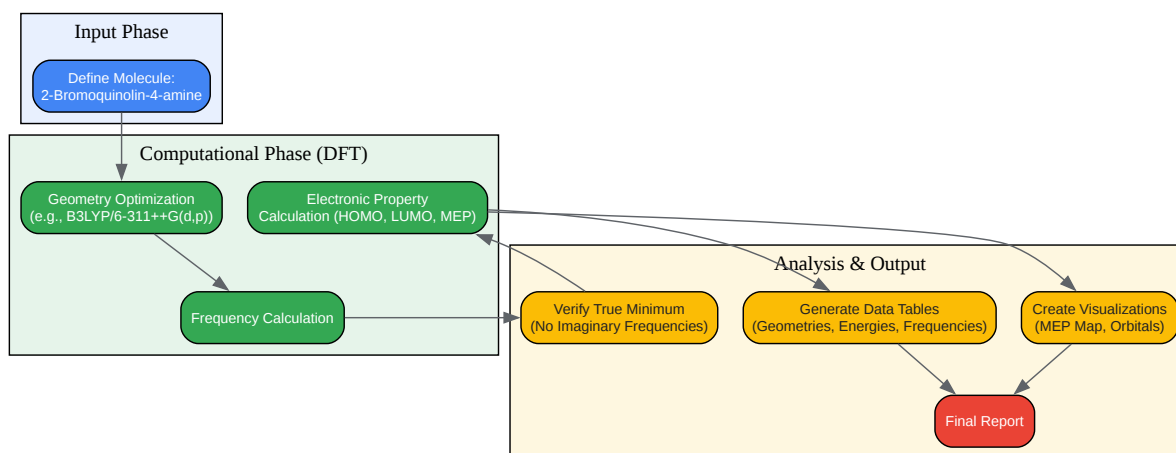 Input Phase
Define Molecule:
2-Bromoquinolin-4-amine
Computational Phase (DFT)
Geometry Optimization
(e.g., B3LYP/6-311++G(d,p))
Electronic Property
Calculation (HOMO, LUMO, MEP)
Frequency Calculation
Analysis & Output
Verify True Minimum
(No Imaginary Frequencies)
Generate Data Tables
(Geometries, Energies, Frequencies)
Create Visualizations
(MEP Map, Orbitals)
Final Report